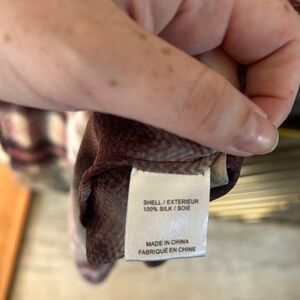 SHELL / EXTERIEUR
100% SILK / SOIE
MADE IN CHINA
FABRIQUÉ EN CHINE